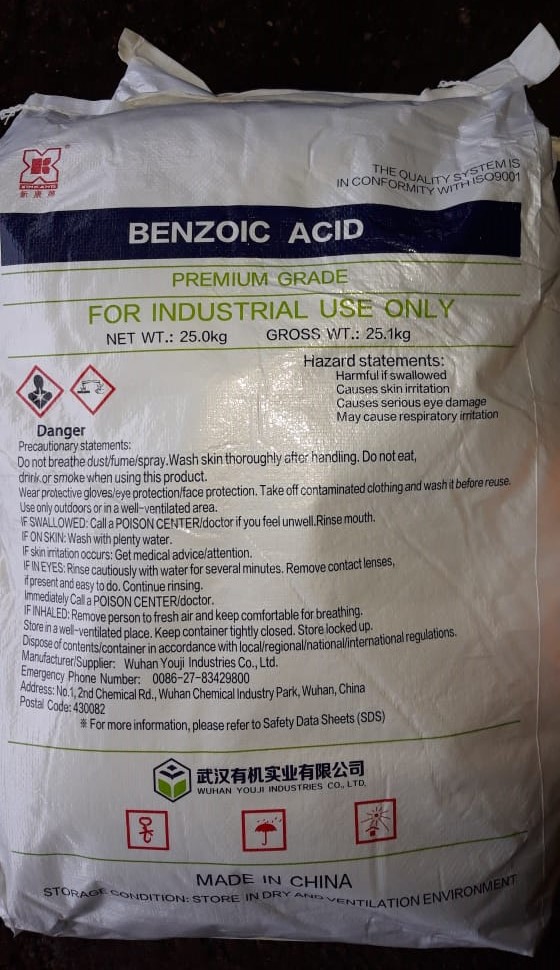 XINKANG
新康牌
THE QUALITY SYSTEM IS
IN CONFORMITY WITH ISO9001
BENZOIC ACID
PREMIUM GRADE
FOR INDUSTRIAL USE ONLY
NET WT.: 25.0kg GROSS WT.: 25.1kg
Hazard statements:
Harmful if swallowed
Causes skin irritation
Causes serious eye damage
May cause respiratory irritation
Danger
Precautionary statements:
Do not breathe dust/fume/spray.Wash skin thoroughly after handling. Do not eat,
drink or smoke when using this product.
Wear protective gloves/eye protection/face protection. Take off contaminated clothing and wash it before reuse.
Use only outdoors or in a well-ventilated area.
IF SWALLOWED: Call a POISON CENTER/doctor if you feel unwell.Rinse mouth.
IF ON SKIN: Wash with plenty water.
IF skin irritation occurs: Get medical advice/attention.
IF IN EYES: Rinse cautiously with water for several minutes. Remove contact lenses,
if present and easy to do. Continue rinsing.
Immediately Call a POISON CENTER/doctor.
IF INHALED: Remove person to fresh air and keep comfortable for breathing.
Store in a well-ventilated place. Keep container tightly closed. Store locked up.
Dispose of contents/container in accordance with local/regional/national/international regulations.
Manufacturer/Supplier: Wuhan Youji Industries Co., Ltd.
Emergency Phone Number: 0086-27-83429800
Address: No.1, 2nd Chemical Rd., Wuhan Chemical Industry Park, Wuhan, China
Postal Code: 430082
※ For more information, please refer to Safety Data Sheets (SDS)
武汉有机实业有限公司
WUHAN YOUJI INDUSTRIES CO., LTD.
MADE IN CHINA
STORAGE CONDITION: STORE IN DRY AND VENTILATION ENVIRONMENT